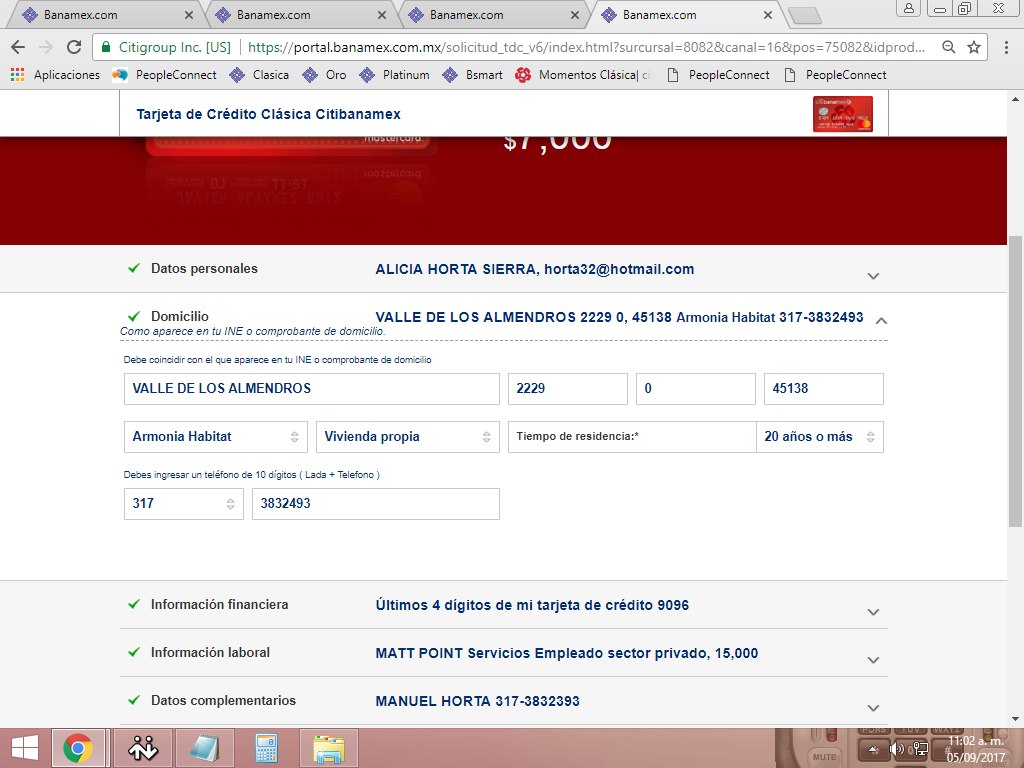 Banamex.com
Banamex.com
Banamex.com
Banamex.com
Citigroup Inc. [US]
https://portal.banamex.com.mx/solicitud_tdc_v6/index.html?surcursal=8082&canal=16&pos=75082&idprod...
Aplicaciones PeopleConnect Clasica Oro Platinum Bsmart Momentos Clásica| ci PeopleConnect PeopleConnect
Tarjeta de Crédito Clásica Citibanamex
mastercard
$7,000
Datos personales ALICIA HORTA SIERRA, horta32@hotmail.com
Domicilio VALLE DE LOS ALMENDROS 2229 0, 45138 Armonia Habitat 317-3832493
Como aparece en tu INE o comprobante de domicilio.
Debe coincidir con el que aparece en tu INE o comprobante de domicilio
VALLE DE LOS ALMENDROS 2229 0 45138
Armonia Habitat Vivienda propia Tiempo de residencia:* 20 años o más
Debes ingresar un teléfono de 10 dígitos ( Lada + Telefono )
317 3832493
Información financiera Últimos 4 dígitos de mi tarjeta de crédito 9096
Información laboral MATT POINT Servicios Empleado sector privado, 15,000
Datos complementarios MANUEL HORTA 317-3832393
MUTE
11:02 a. m.
05/09/2017